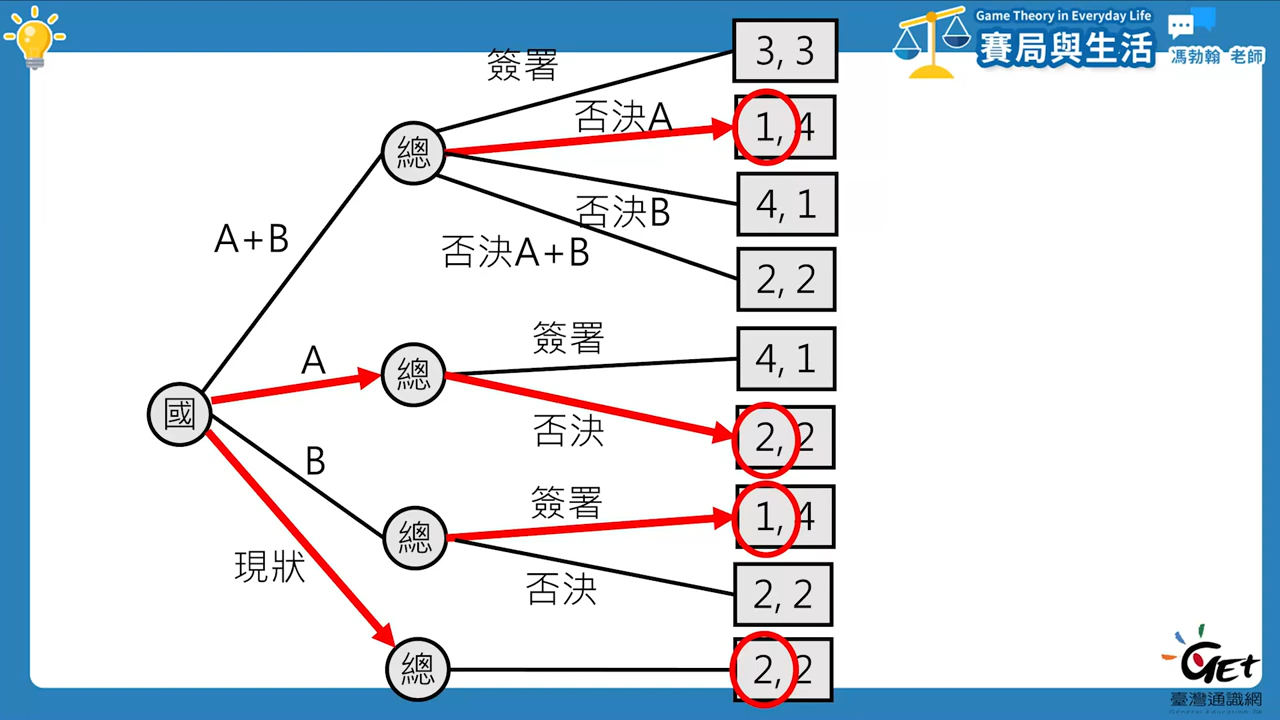 Game Theory in Everyday Life
賽局與生活
馮勃翰 老師
簽署
3, 3
否決A
1, 4
總
否決B
4, 1
否決A+B
2, 2
A+B
簽署
4, 1
A
總
國
否決
2, 2
B
簽署
1, 4
總
現狀
否決
2, 2
總
2, 2
GET
臺灣通識網